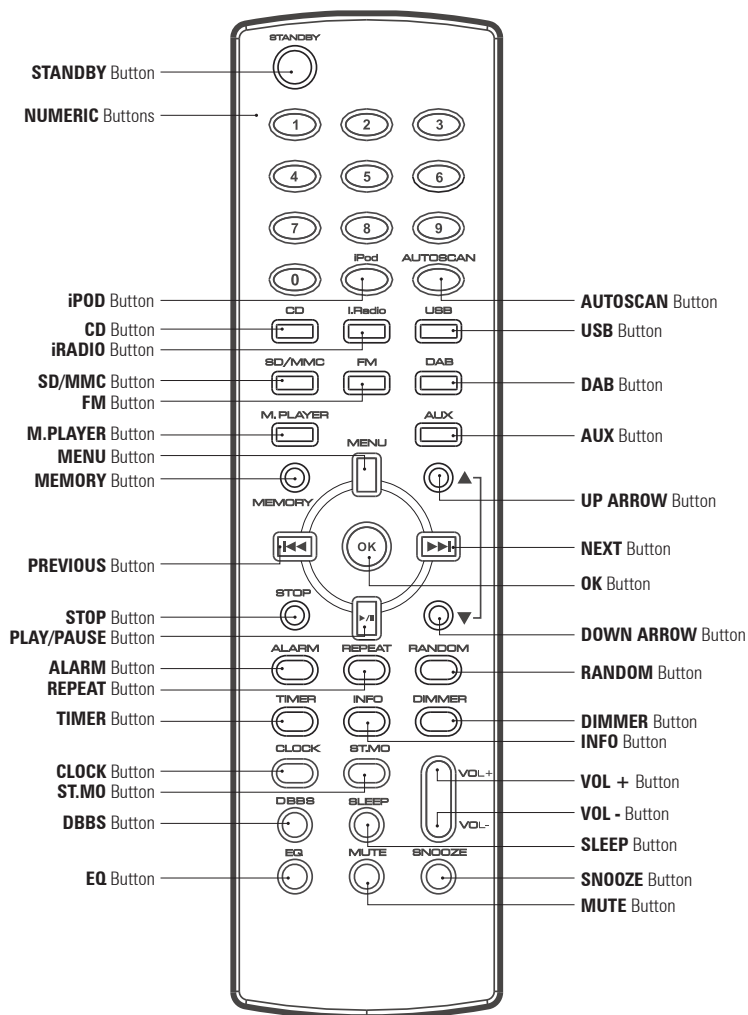 STANDBY
STANDBY Button
NUMERIC Buttons
1 2 3
4 5 6
7 8 9
iPod AUTOSCAN
0
iPOD Button
AUTOSCAN Button
CD I.Radio USB
CD Button
USB Button
iRADIO Button
SD/MMC FM DAB
SD/MMC Button
DAB Button
FM Button
M.PLAYER AUX
M.PLAYER Button
AUX Button
MENU
MENU Button
MEMORY Button
MEMORY
UP ARROW Button
OK
NEXT Button
PREVIOUS Button
OK Button
STOP
STOP Button
PLAY/PAUSE Button
DOWN ARROW Button
ALARM REPEAT RANDOM
ALARM Button
RANDOM Button
REPEAT Button
TIMER INFO DIMMER
TIMER Button
DIMMER Button
INFO Button
CLOCK ST.MO
CLOCK Button
VOL+
VOL + Button
ST.MO Button
DBBS SLEEP
DBBS Button
VOL-
VOL - Button
SLEEP Button
EQ MUTE SNOOZE
EQ Button
SNOOZE Button
MUTE Button